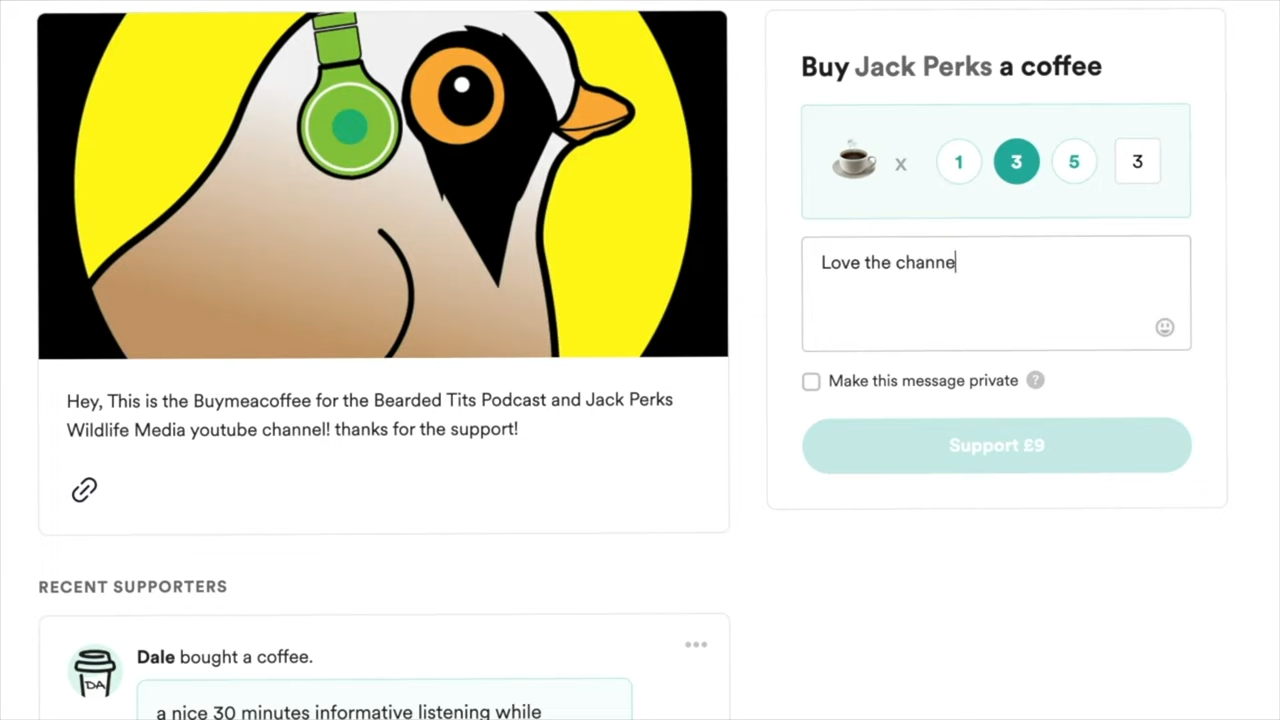 Buy Jack Perks a coffee
x 1 3 5 3
Love the channe
Make this message private ?
Support £9
Hey, This is the Buymeacoffee for the Bearded Tits Podcast and Jack Perks
Wildlife Media youtube channel! thanks for the support!
RECENT SUPPORTERS
Dale bought a coffee.
DA
a nice 30 minutes informative listening while